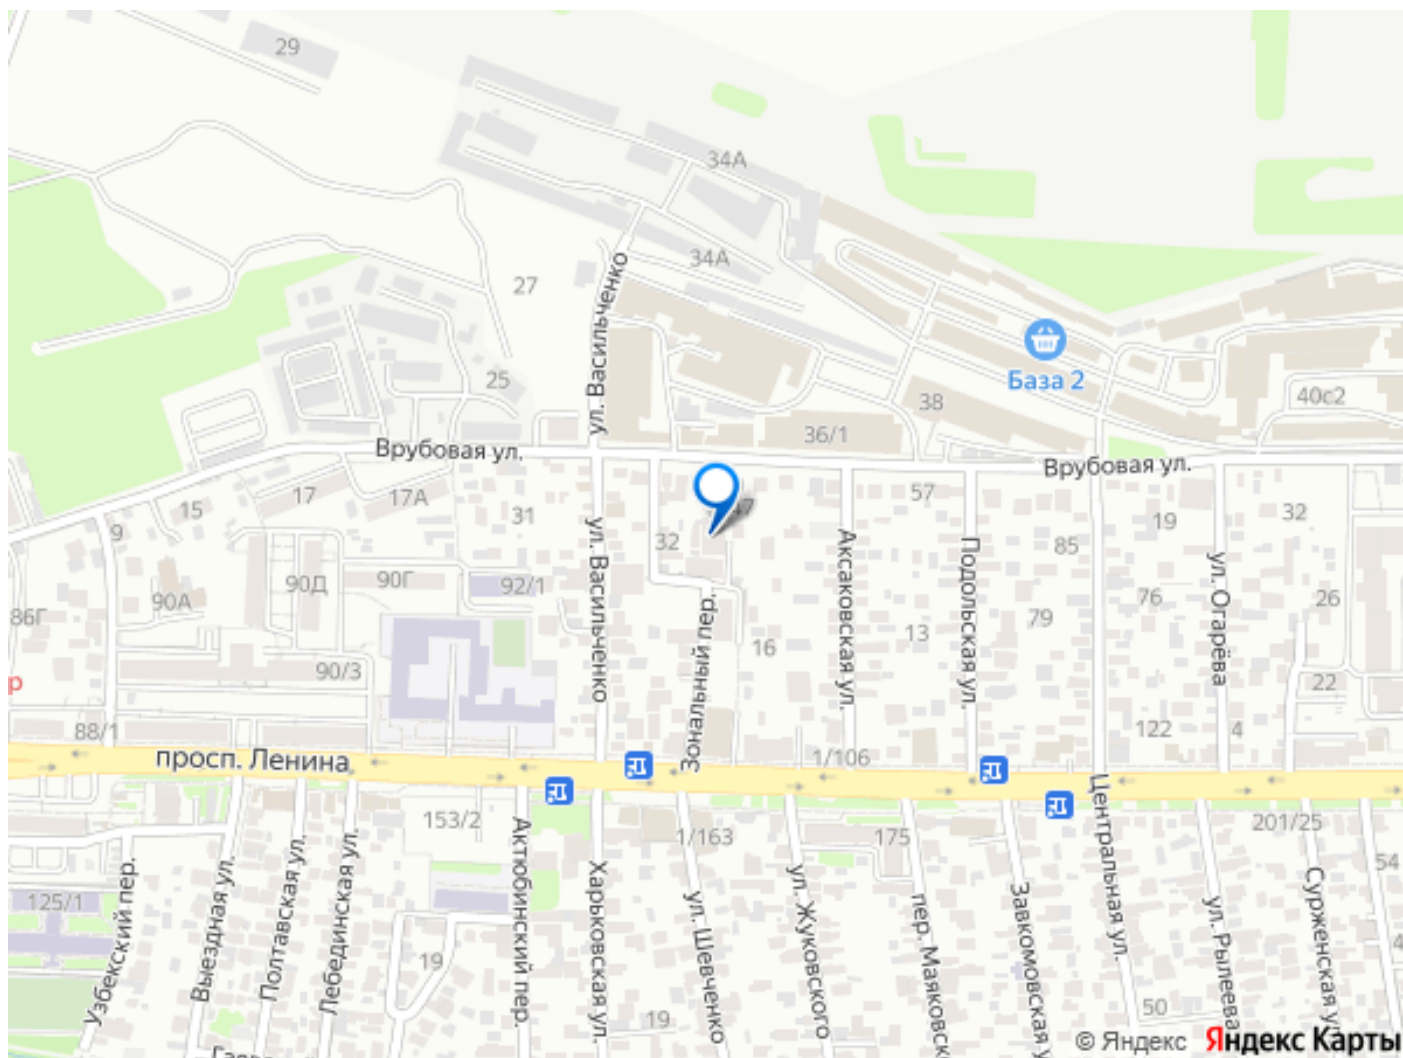 29
34А
34А
27
ул. Васильченко
База 2
25
38
40с2
36/1
Врубовая ул.
Врубовая ул.
17
17А
15
9
31
57
47
19
32
32
85
ул. Васильченко
Аксаковская ул.
Подольская ул.
ул. Огарёва
90Д
90Г
92/1
90А
86Г
76
26
79
13
16
Зональный пер.
90/3
р
22
88/1
122
4
1/106
просп. Ленина
153/2
1/163
175
201/25
54
Актюбинский пер.
Харьковская ул.
ул. Шевченко
ул. Жуковского
пер. Маяковск
Завкомовская у
Центральная ул.
ул. Рылеева
Сурженская ул.
Узбекский пер.
Выездная ул.
Полтавская ул.
Лебединская ул.
125/1
19
19
50
4
© Яндекс Яндекс Карты